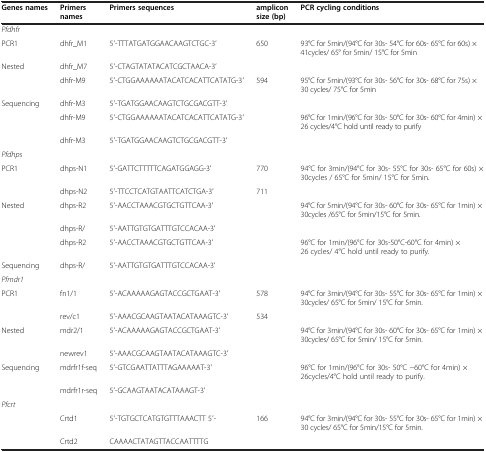 Genes names Primers names Primers sequences amplicon size (bp) PCR cycling conditions
Pfdhfr
PCR1 dhfr_M1 5'-TTTATGATGGAACAAGTCTGC-3' 650 93°C for 5min/(94°C for 30s- 54°C for 60s- 65°C for 60s) ×
41cycles/ 65° for 5min/ 15°C for 5min
Nested dhfr_M7 5'-CTAGTATATACATCGCTAACA-3'
dhfr-M9 5'-CTGGAAAAAATACATCACATTCATATG-3' 594 95°C for 5min/(93°C for 30s- 56°C for 30s- 68°C for 75s) ×
30 cycles/ 75°C for 5min
Sequencing dhfr-M3 5'-TGATGGAACAAGTCTGCGACGTT-3'
dhfr-M9 5'-CTGGAAAAAATACATCACATTCATATG-3' 96°C for 1min/(96°C for 30s- 50°C for 30s- 60°C for 4min) ×
26 cycles/4°C hold until ready to purify
dhfr-M3 5'-TGATGGAACAAGTCTGCGACGTT-3'
Pfdhps
PCR1 dhps-N1 5'-GATTCTTTTTCAGATGGAGG-3' 770 94°C for 3min/(94°C for 30s- 55°C for 30s- 65°C for 60s) ×
30cycles / 65°C for 5min/ 15°C for 5min.
dhps-N2 5'-TTCCTCATGTAATTCATCTGA-3' 711
Nested dhps-R2 5'-AACCTAAACGTGCTGTTCAA-3' 94°C for 5min/(94°C for 30s- 60°C for 30s- 65°C for 1min) ×
30cycles /65°C for 5min/15°C for 5min.
dhps-R/ 5'-AATTGTGTGATTTGTCCACAA-3'
dhps-R2 5'-AACCTAAACGTGCTGTTCAA-3' 96°C for 1min/(96°C for 30s-50°C-60°C for 4min) ×
26 cycles/ 4°C hold until ready to purify.
Sequencing dhps-R/ 5'-AATTGTGTGATTTGTCCACAA-3'
Pfmdr1
PCR1 fn1/1 5'-ACAAAAAGAGTACCGCTGAAT-3' 578 94°C for 3min/(94°C for 30s- 55°C for 30s- 65°C for 1min) ×
30cycles/ 65°C for 5min/ 15°C for 5min.
rev/c1 5'-AAACGCAAGTAATACATAAAGTC-3' 534
Nested mdr2/1 5'-ACAAAAAGAGTACCGCTGAAT-3' 94°C for 3min/(94°C for 30s- 60°C for 30s- 65°C for 1min) ×
30cycles/ 65°C for 5min/ 15°C for 5min.
newrev1 5'-AAACGCAAGTAATACATAAAGTC-3'
Sequencing mdrfr1f-seq 5'-GTCGAATTATTTAGAAAAAT-3' 96°C for 1min/(96°C for 30s- 50°C −60°C for 4min) ×
26cycles/4°C hold until ready to purify.
mdrfr1r-seq 5'-GCAAGTAATACATAAAGT-3'
Pfcrt
Crtd1 5'-TGTGCTCATGTGTTTAAACTT 5'- 166 94°C for 3min/(94°C for 30s- 55°C for 30s- 65°C for 1min) ×
30 cycles/ 65°C for 5min/15°C for 5min.
Crtd2 CAAAACTATAGTTACCAATTTTG